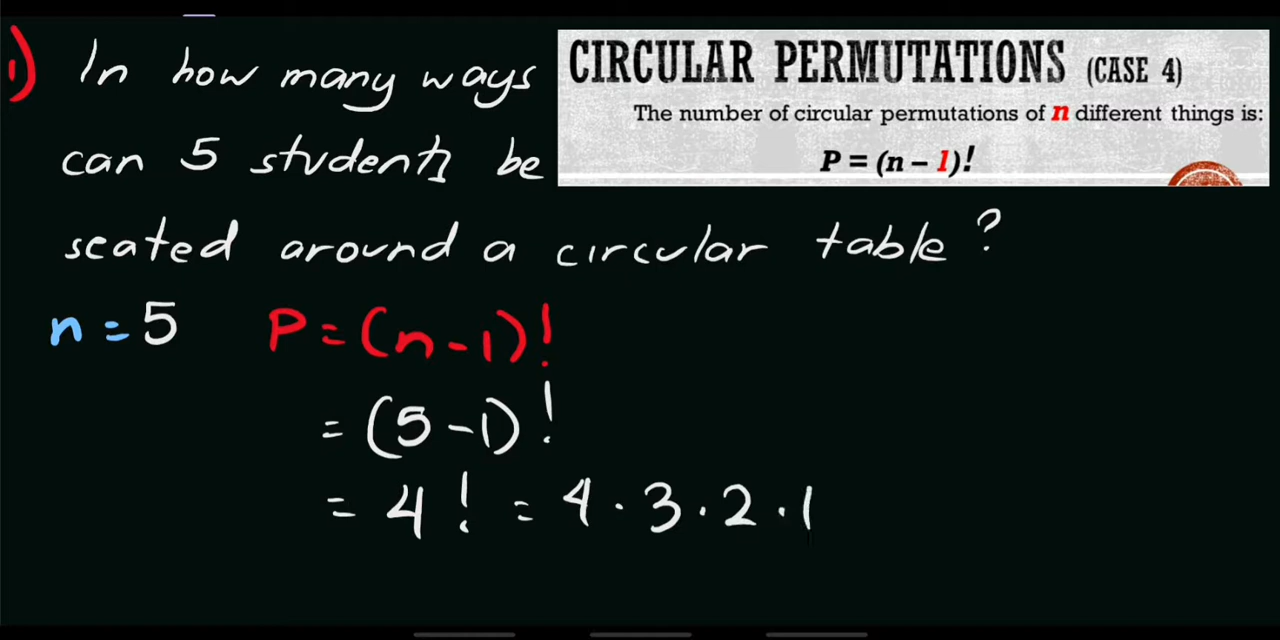 1) In how many ways
can 5 students be
seated around a circular table?
CIRCULAR PERMUTATIONS (CASE 4)
The number of circular permutations of n different things is:
P = (n – 1)!
n = 5 P = (n - 1)!
= (5 - 1)!
= 4! = 4 · 3 · 2 · 1